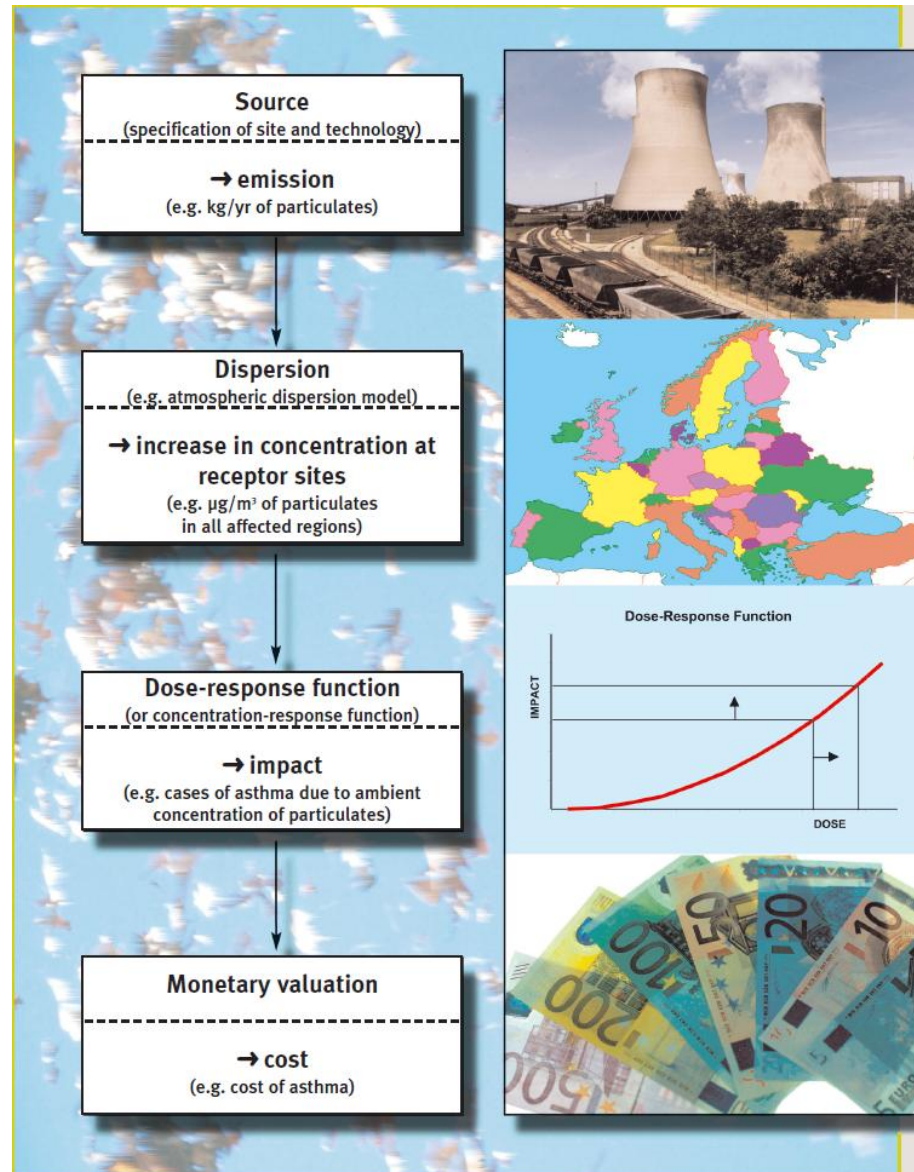 Source
(specification of site and technology)
→ emission
(e.g. kg/yr of particulates)
Dispersion
(e.g. atmospheric dispersion model)
→ increase in concentration at
receptor sites
(e.g. µg/m³ of particulates
in all affected regions)
Dose-response function
(or concentration-response function)
→ impact
(e.g. cases of asthma due to ambient
concentration of particulates)
Monetary valuation
→ cost
(e.g. cost of asthma)
Dose-Response Function
IMPACT
DOSE
500
200
100
50
20
10
5